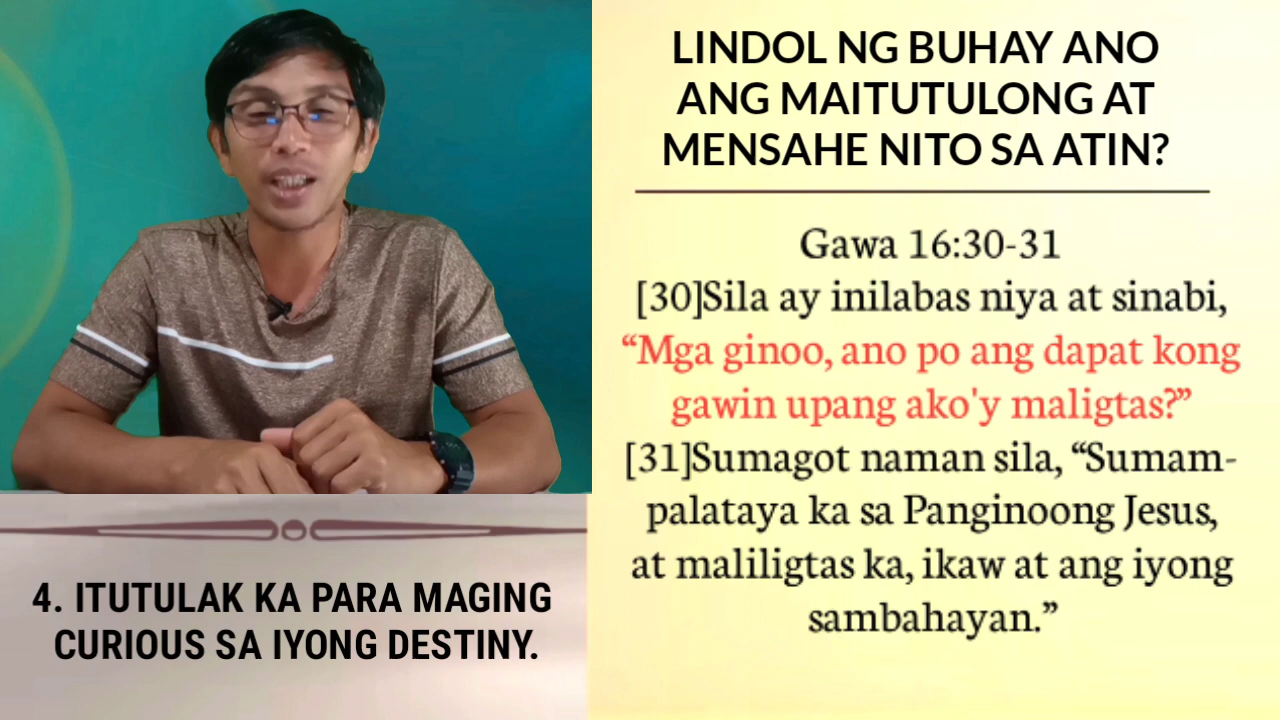 LINDOL NG BUHAY ANO
ANG MAITUTULONG AT
MENSAHE NITO SA ATIN?
Gawa 16:30-31
[30]Sila ay inilabas niya at sinabi,
“Mga ginoo, ano po ang dapat kong
gawin upang ako'y maligtas?”
[31]Sumagot naman sila, “Sumam-
palataya ka sa Panginoong Jesus,
at maliligtas ka, ikaw at ang iyong
sambahayan.”
4. ITUTULAK KA PARA MAGING
CURIOUS SA IYONG DESTINY.